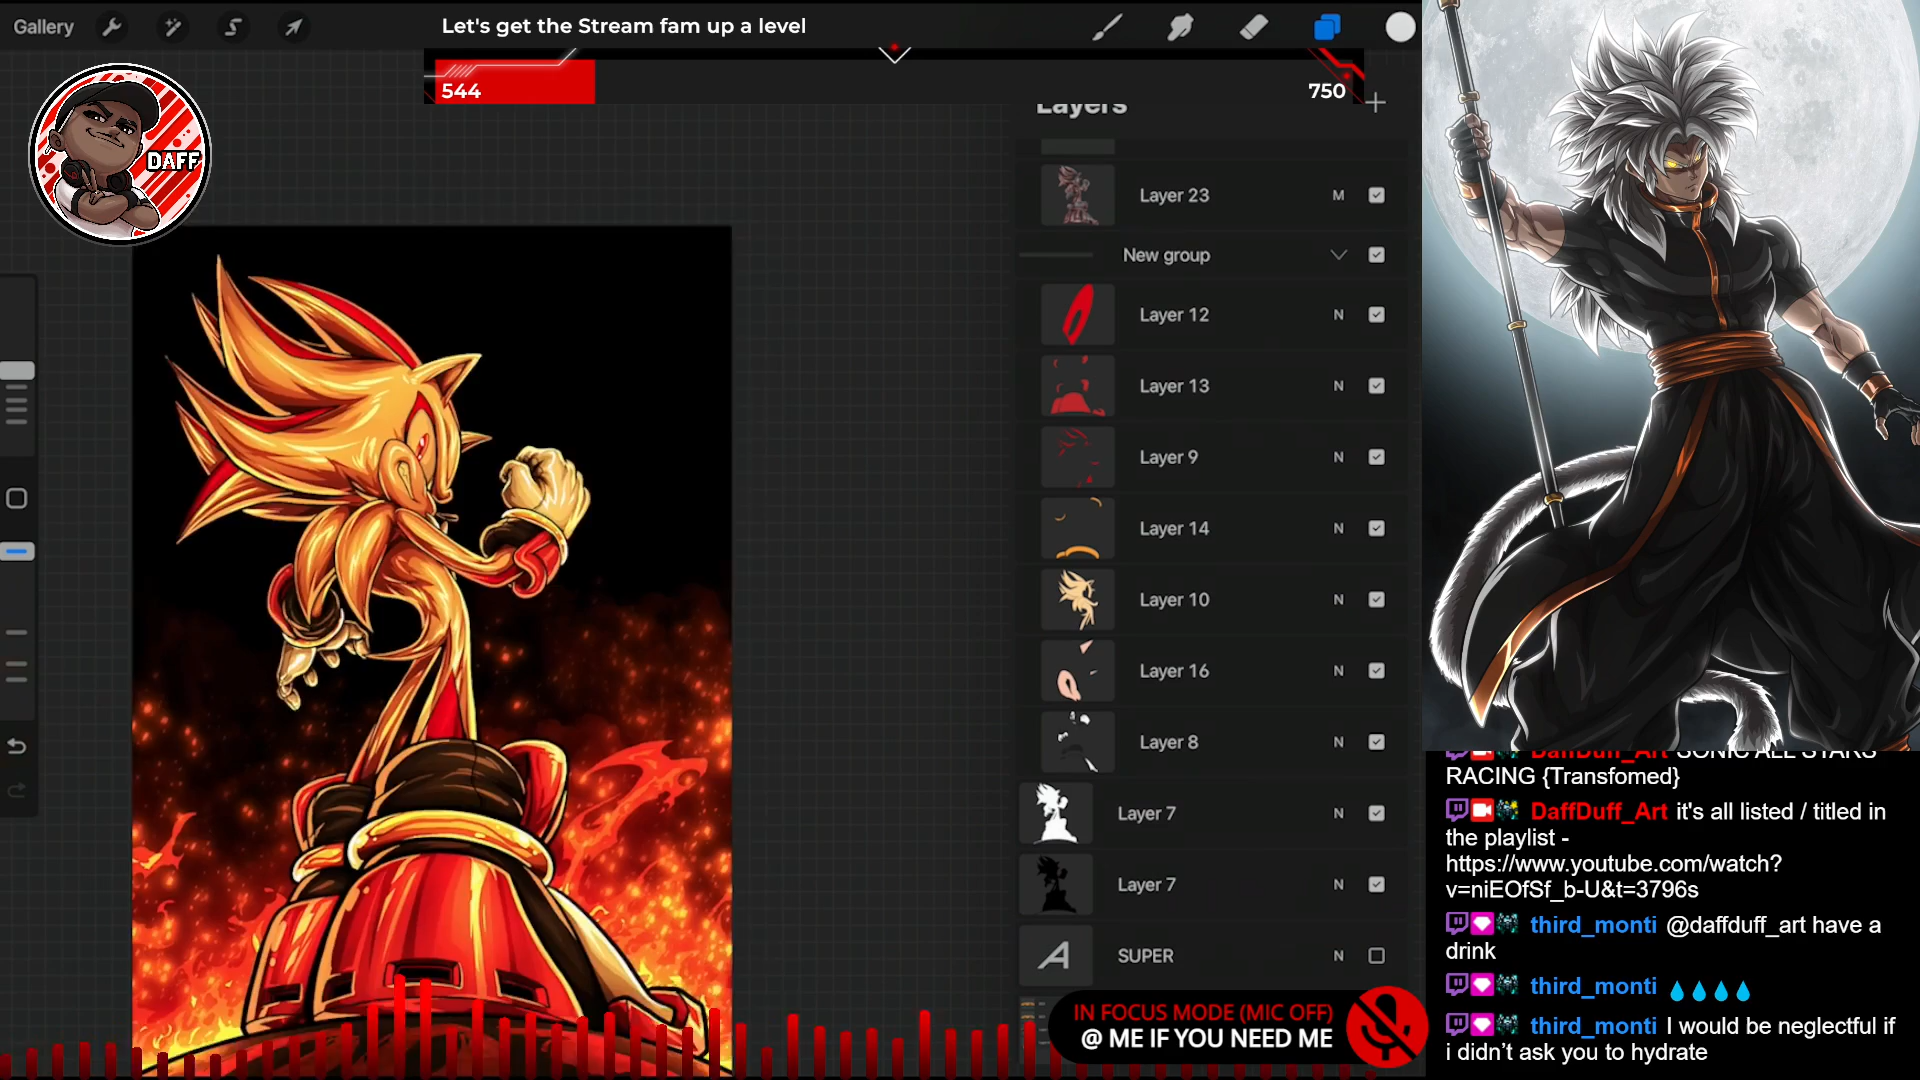 Gallery
Let's get the Stream fam up a level
544
750
DAFF
Layers
Layer 23 M
New group
Layer 12 N
Layer 13 N
Layer 9 N
Layer 14 N
Layer 10 N
Layer 16 N
Layer 8 N
Layer 7 N
Layer 7 N
A SUPER N
IN FOCUS MODE (MIC OFF)
@ ME IF YOU NEED ME
DaffDuff_Art SONIC ALL STARS
RACING {Transfomed}
DaffDuff_Art it's all listed / titled in
the playlist -
https://www.youtube.com/watch?
v=niEOfSf_b-U&t=3796s
third_monti @daffduff_art have a
drink
third_monti 💧💧💧💧
third_monti I would be neglectful if
i didn't ask you to hydrate